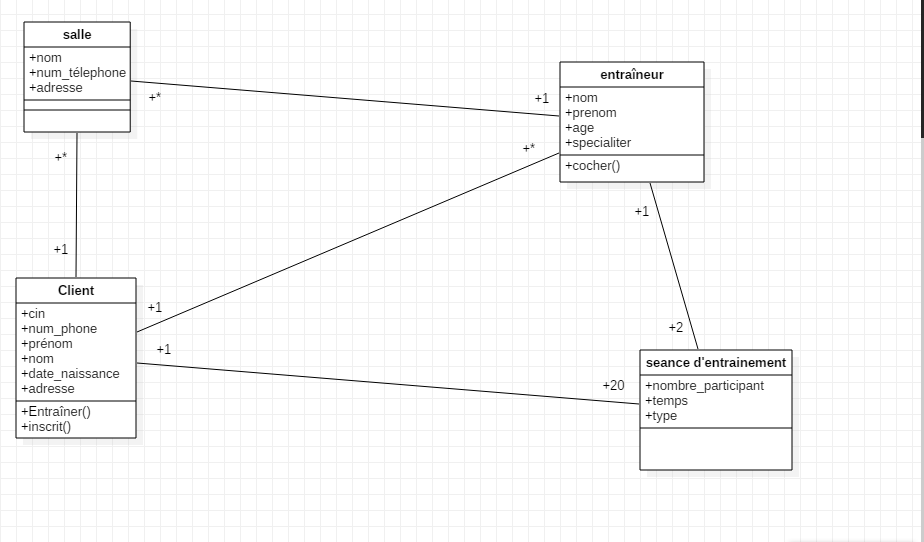 salle
+nom
+num_télephone
+adresse
+*
+1
entraîneur
+nom
+prenom
+age
+specialiter
+cocher()
+*
+*
+1
+1
+1
+1
Client
+cin
+num_phone
+prénom
+nom
+date_naissance
+adresse
+Entraîner()
+inscrit()
+2
+20
seance d'entrainement
+nombre_participant
+temps
+type